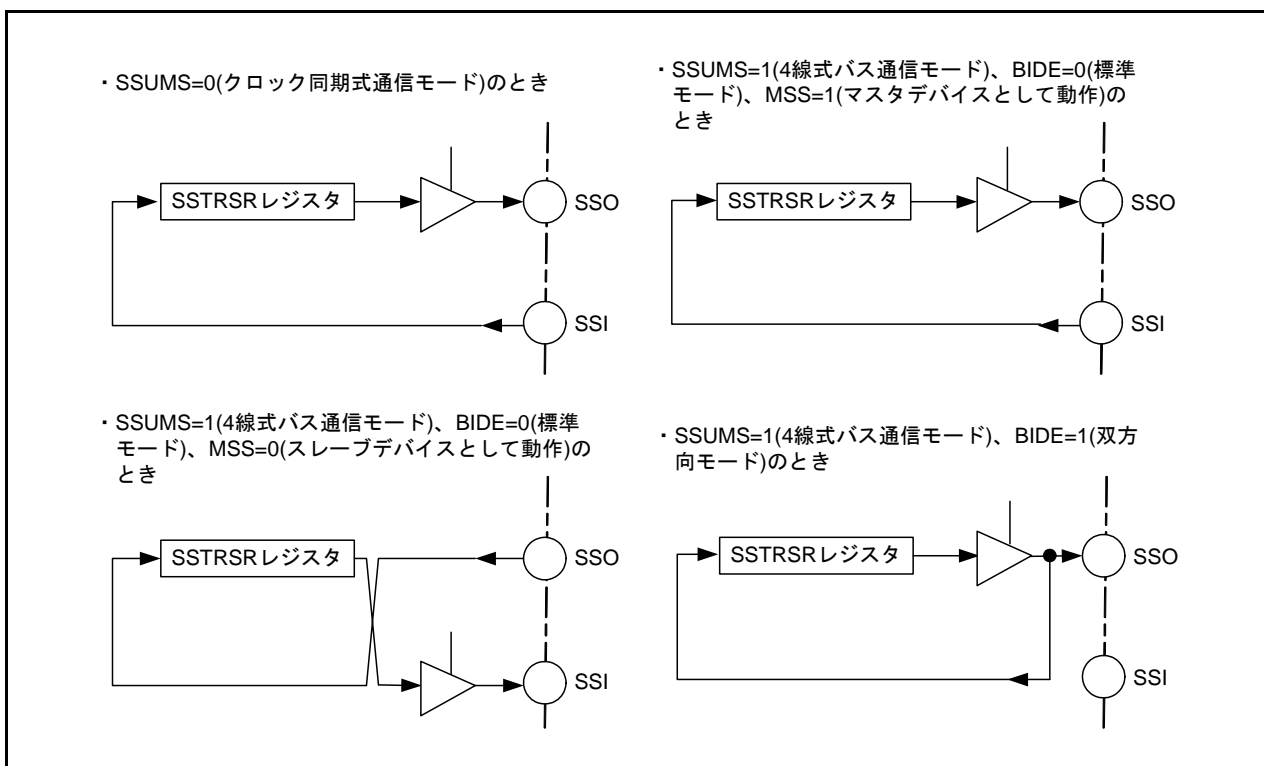 ・SSUMS=0(クロック同期式通信モード)のとき
SSTRSRレジスタ
SSO
SSI
・SSUMS=1(4線式バス通信モード)、BIDE=0(標準
モード)、MSS=1(マスタデバイスとして動作)の
とき
SSTRSRレジスタ
SSO
SSI
・SSUMS=1(4線式バス通信モード)、BIDE=0(標準
モード)、MSS=0(スレーブデバイスとして動作)の
とき
SSTRSRレジスタ
SSO
SSI
・SSUMS=1(4線式バス通信モード)、BIDE=1(双方
向モード)のとき
SSTRSRレジスタ
SSO
SSI